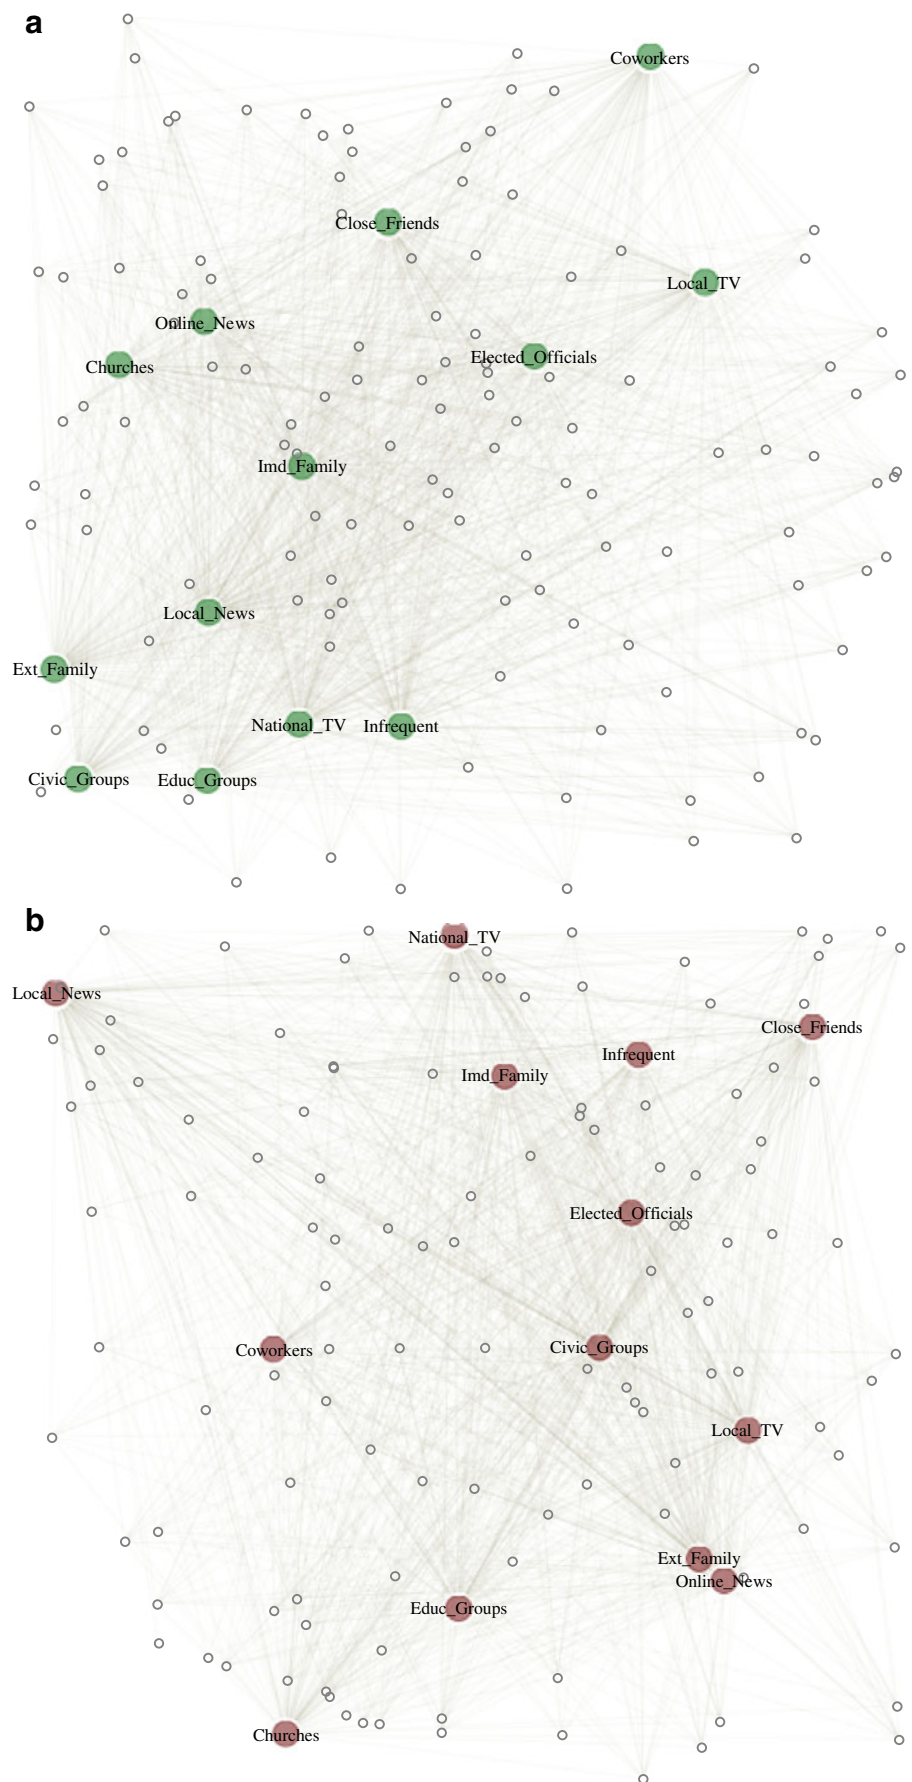 a
Coworkers
Close_Friends
Local_TV
Online_News
Elected_Officials
Churches
Imd_Family
Local_News
Ext_Family
National_TV
Infrequent
Civic_Groups
Educ_Groups
b
National_TV
Local_News
Close_Friends
Infrequent
Imd_Family
Elected_Officials
Coworkers
Civic_Groups
Local_TV
Ext_Family
Online_News
Educ_Groups
Churches